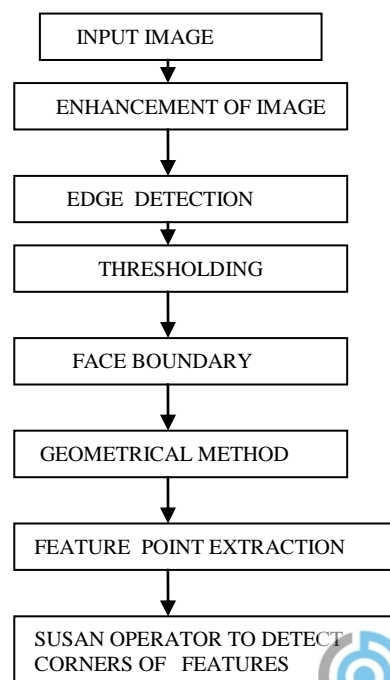 INPUT IMAGE
ENHANCEMENT OF IMAGE
EDGE DETECTION
THRESHOLDING
FACE BOUNDARY
GEOMETRICAL METHOD
FEATURE POINT EXTRACTION
SUSAN OPERATOR TO DETECT
CORNERS OF FEATURES